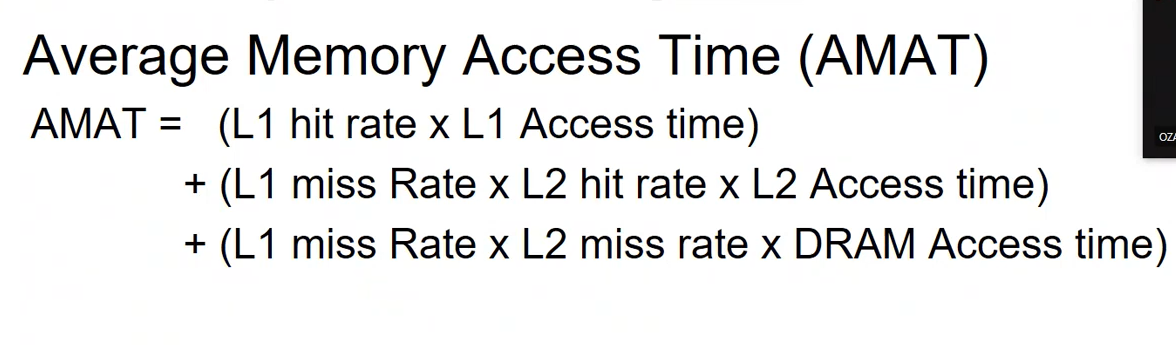 Average Memory Access Time (AMAT)
AMAT = (L1 hit rate x L1 Access time)
+ (L1 miss Rate x L2 hit rate x L2 Access time)
+ (L1 miss Rate x L2 miss rate x DRAM Access time)